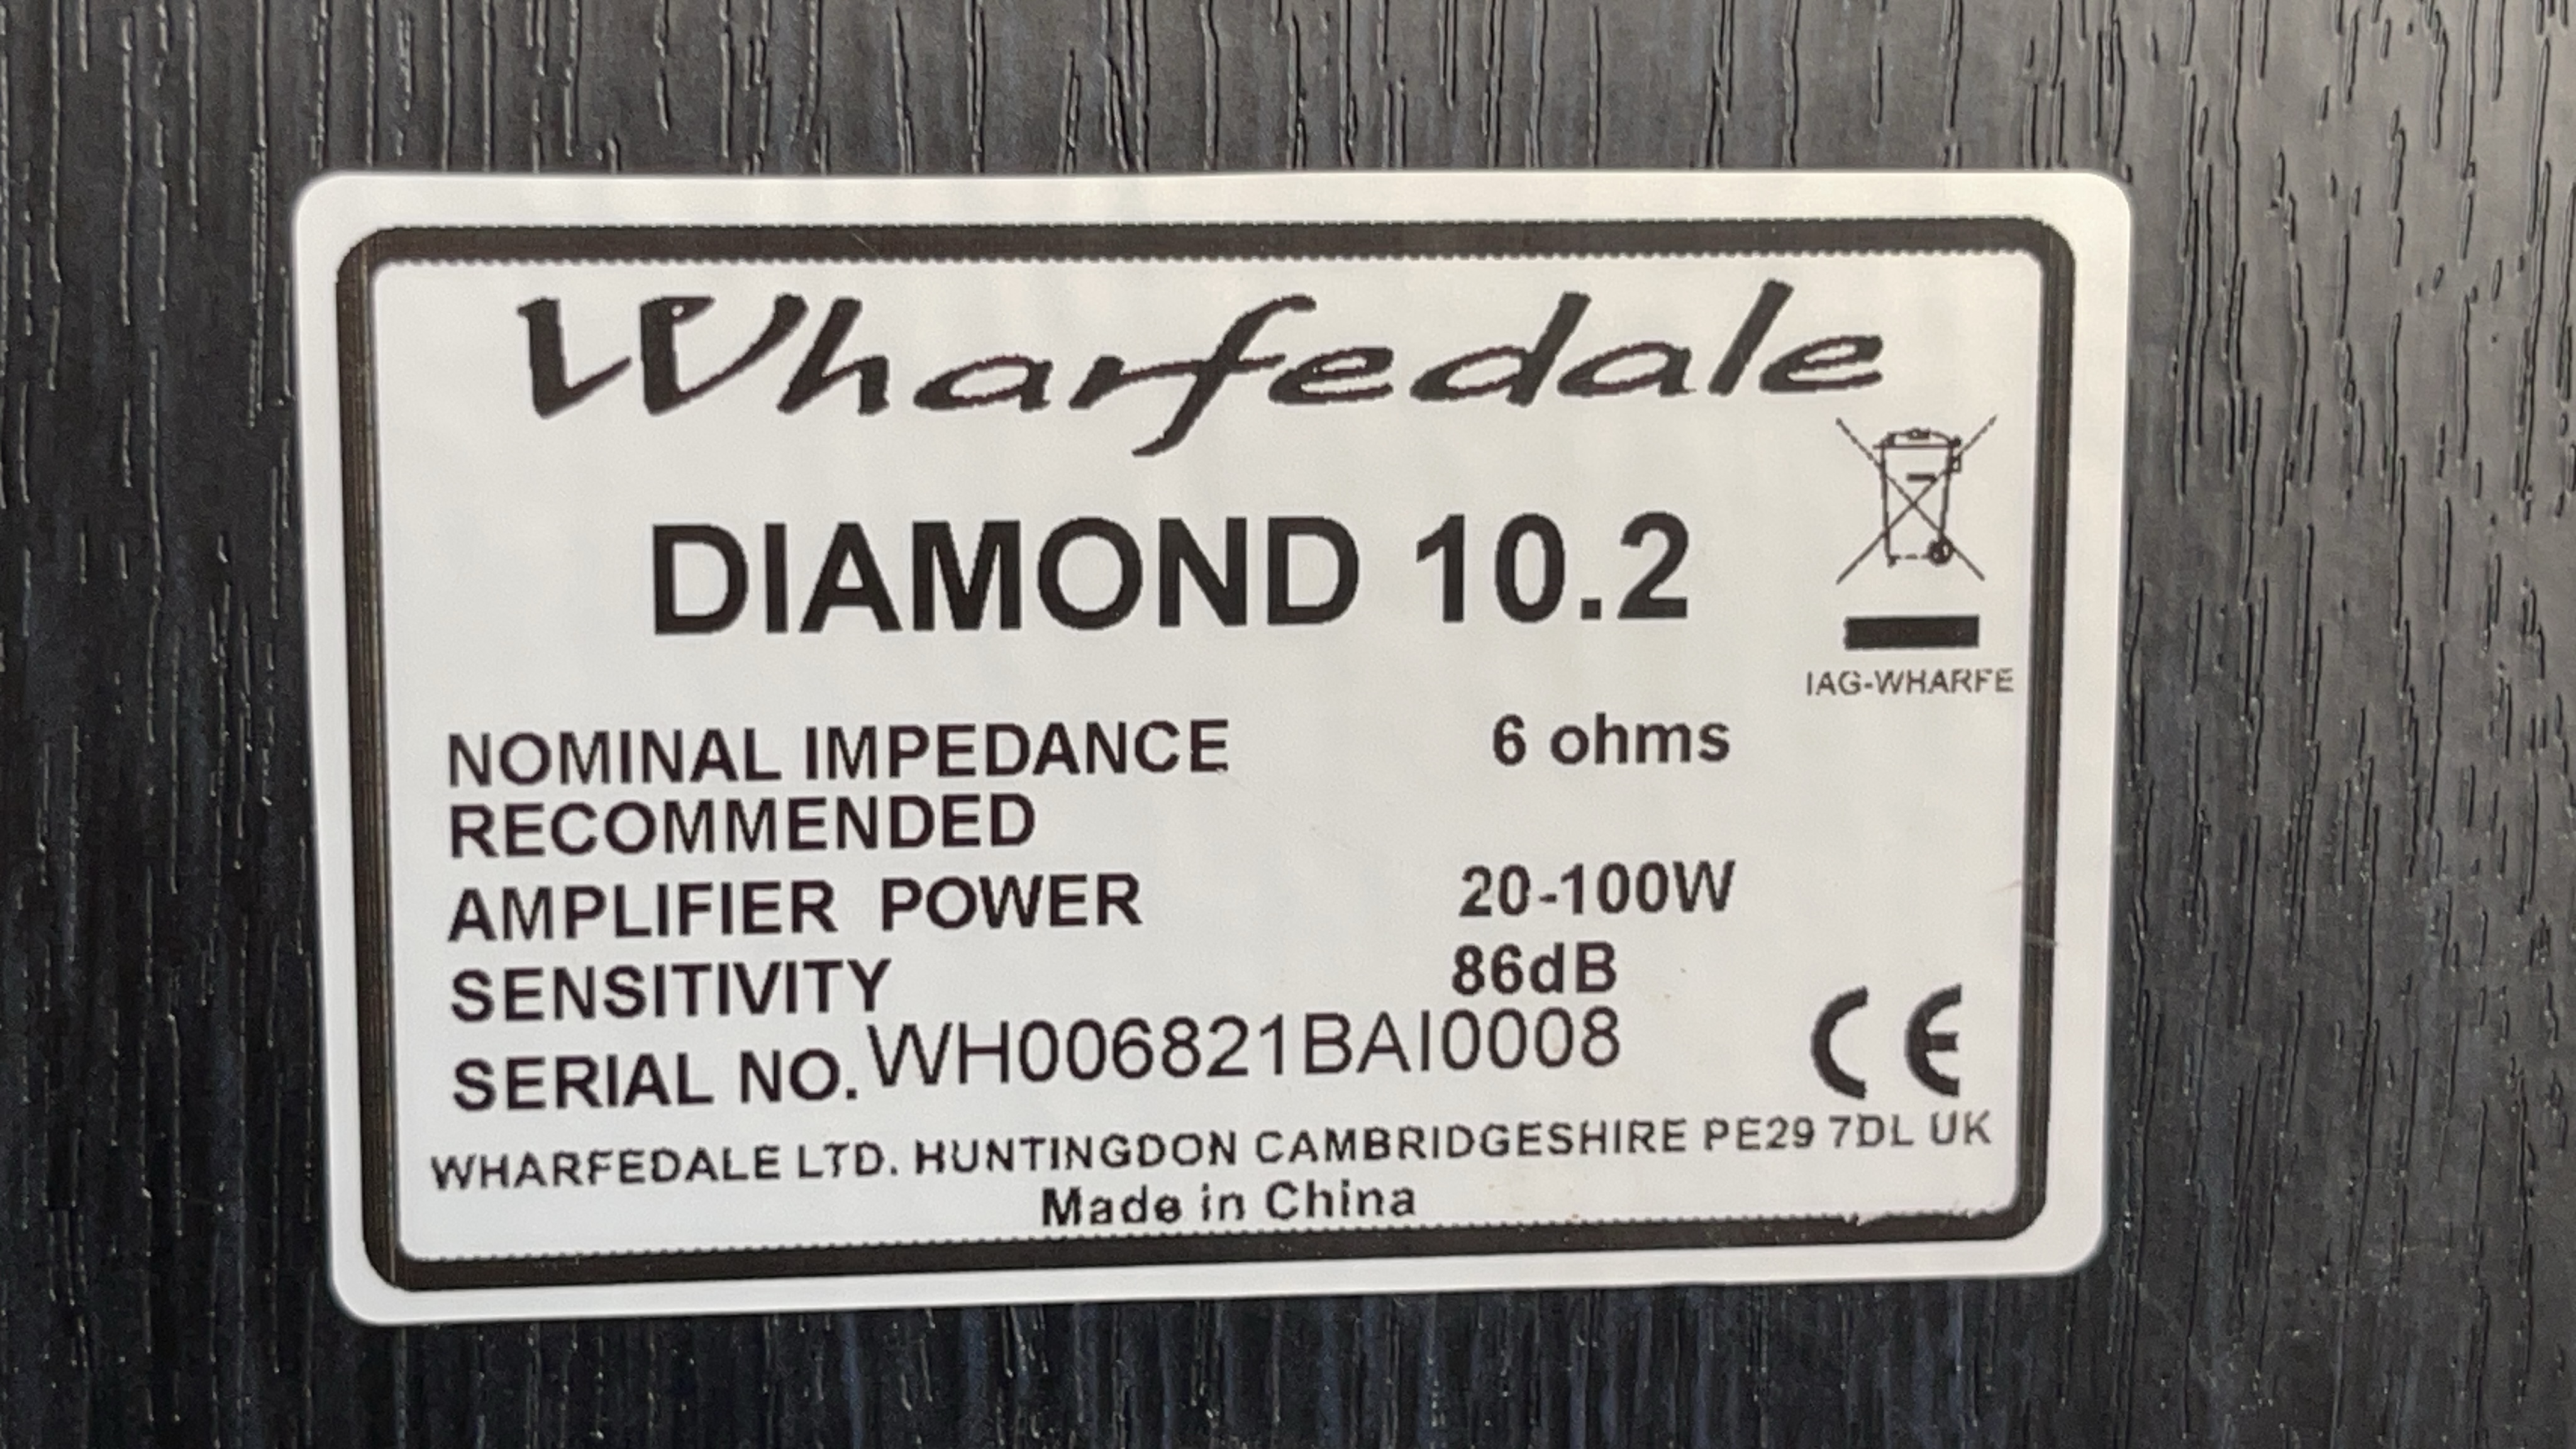 Wharfedale
DIAMOND 10.2
IAG-WHARFE
NOMINAL IMPEDANCE 6 ohms
RECOMMENDED
AMPLIFIER POWER 20-100W
SENSITIVITY 86dB
SERIAL NO. WH006821BAI0008
CE
WHARFEDALE LTD. HUNTINGDON CAMBRIDGESHIRE PE29 7DL UK
Made in China